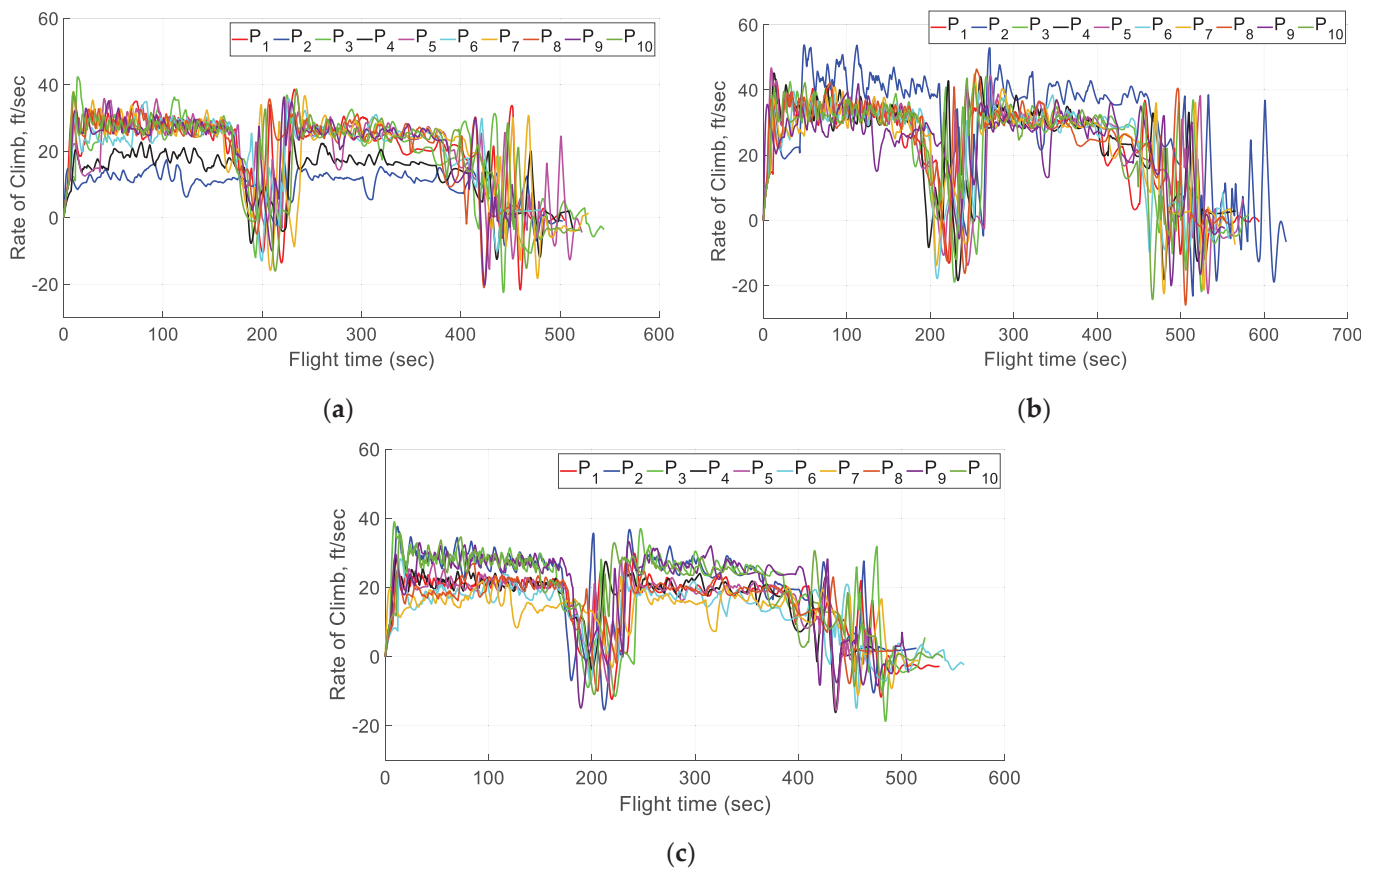 P1 P2 P3 P4 P5 P6 P7 P8 P9 P10
Rate of Climb, ft/sec
60
40
20
0
-20
0 100 200 300 400 500 600
Flight time (sec)
(a)
P1 P2 P3 P4 P5 P6 P7 P8 P9 P10
Rate of Climb, ft/sec
60
40
20
0
-20
0 100 200 300 400 500 600 700
Flight time (sec)
(b)
P1 P2 P3 P4 P5 P6 P7 P8 P9 P10
Rate of Climb, ft/sec
60
40
20
0
-20
0 100 200 300 400 500 600
Flight time (sec)
(c)